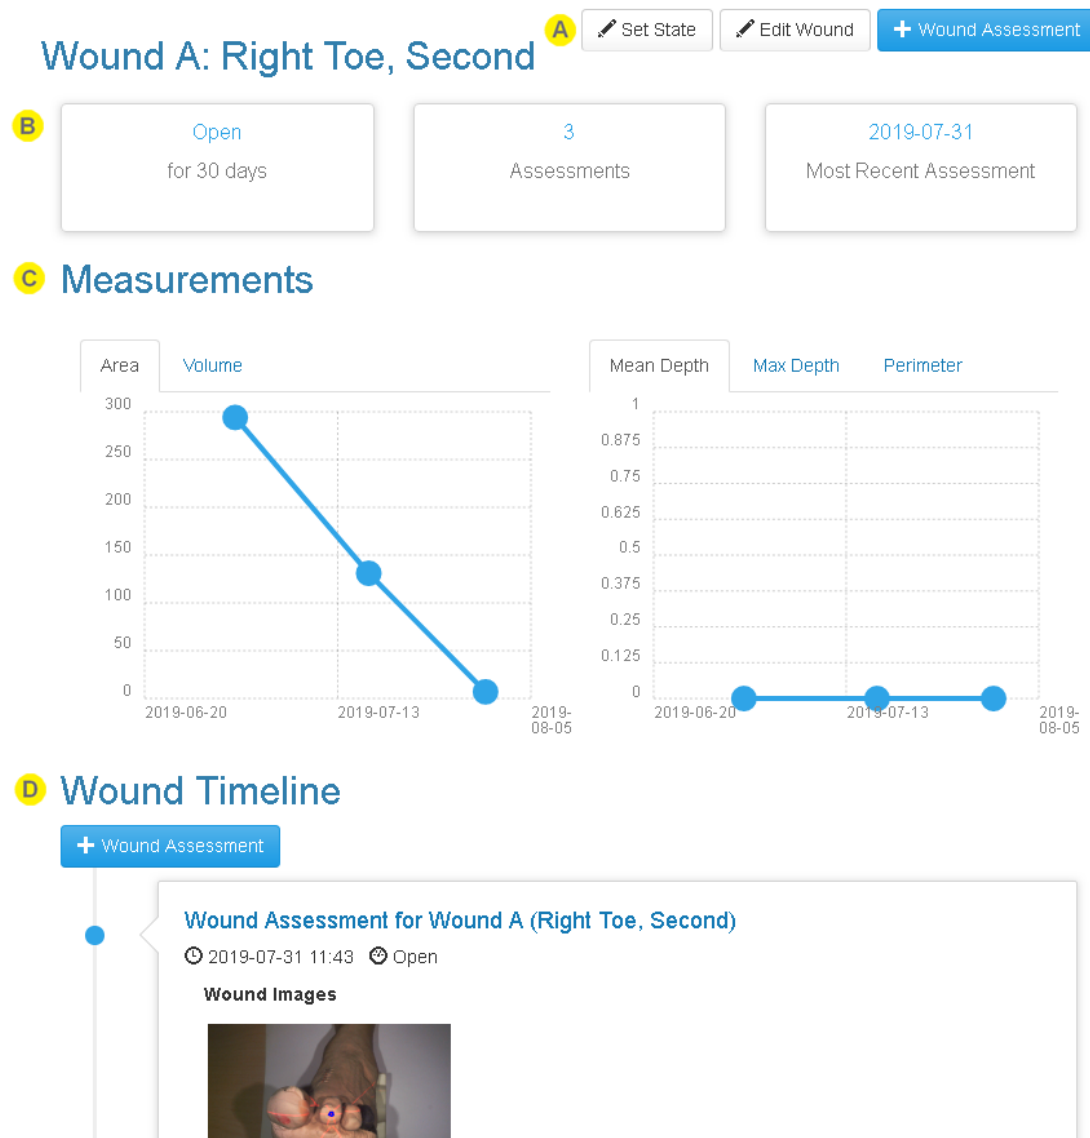 A
Set State
Edit Wound
+ Wound Assessment
Wound A: Right Toe, Second
B
Open
for 30 days
3
Assessments
2019-07-31
Most Recent Assessment
C
Measurements
Area
Volume
300
250
200
150
100
50
0
2019-06-20
2019-07-13
2019-
08-05
Mean Depth
Max Depth
Perimeter
1
0.875
0.75
0.625
0.5
0.375
0.25
0.125
0
2019-06-20
2019-07-13
2019-
08-05
D
Wound Timeline
+ Wound Assessment
Wound Assessment for Wound A (Right Toe, Second)
2019-07-31 11:43 Open
Wound Images